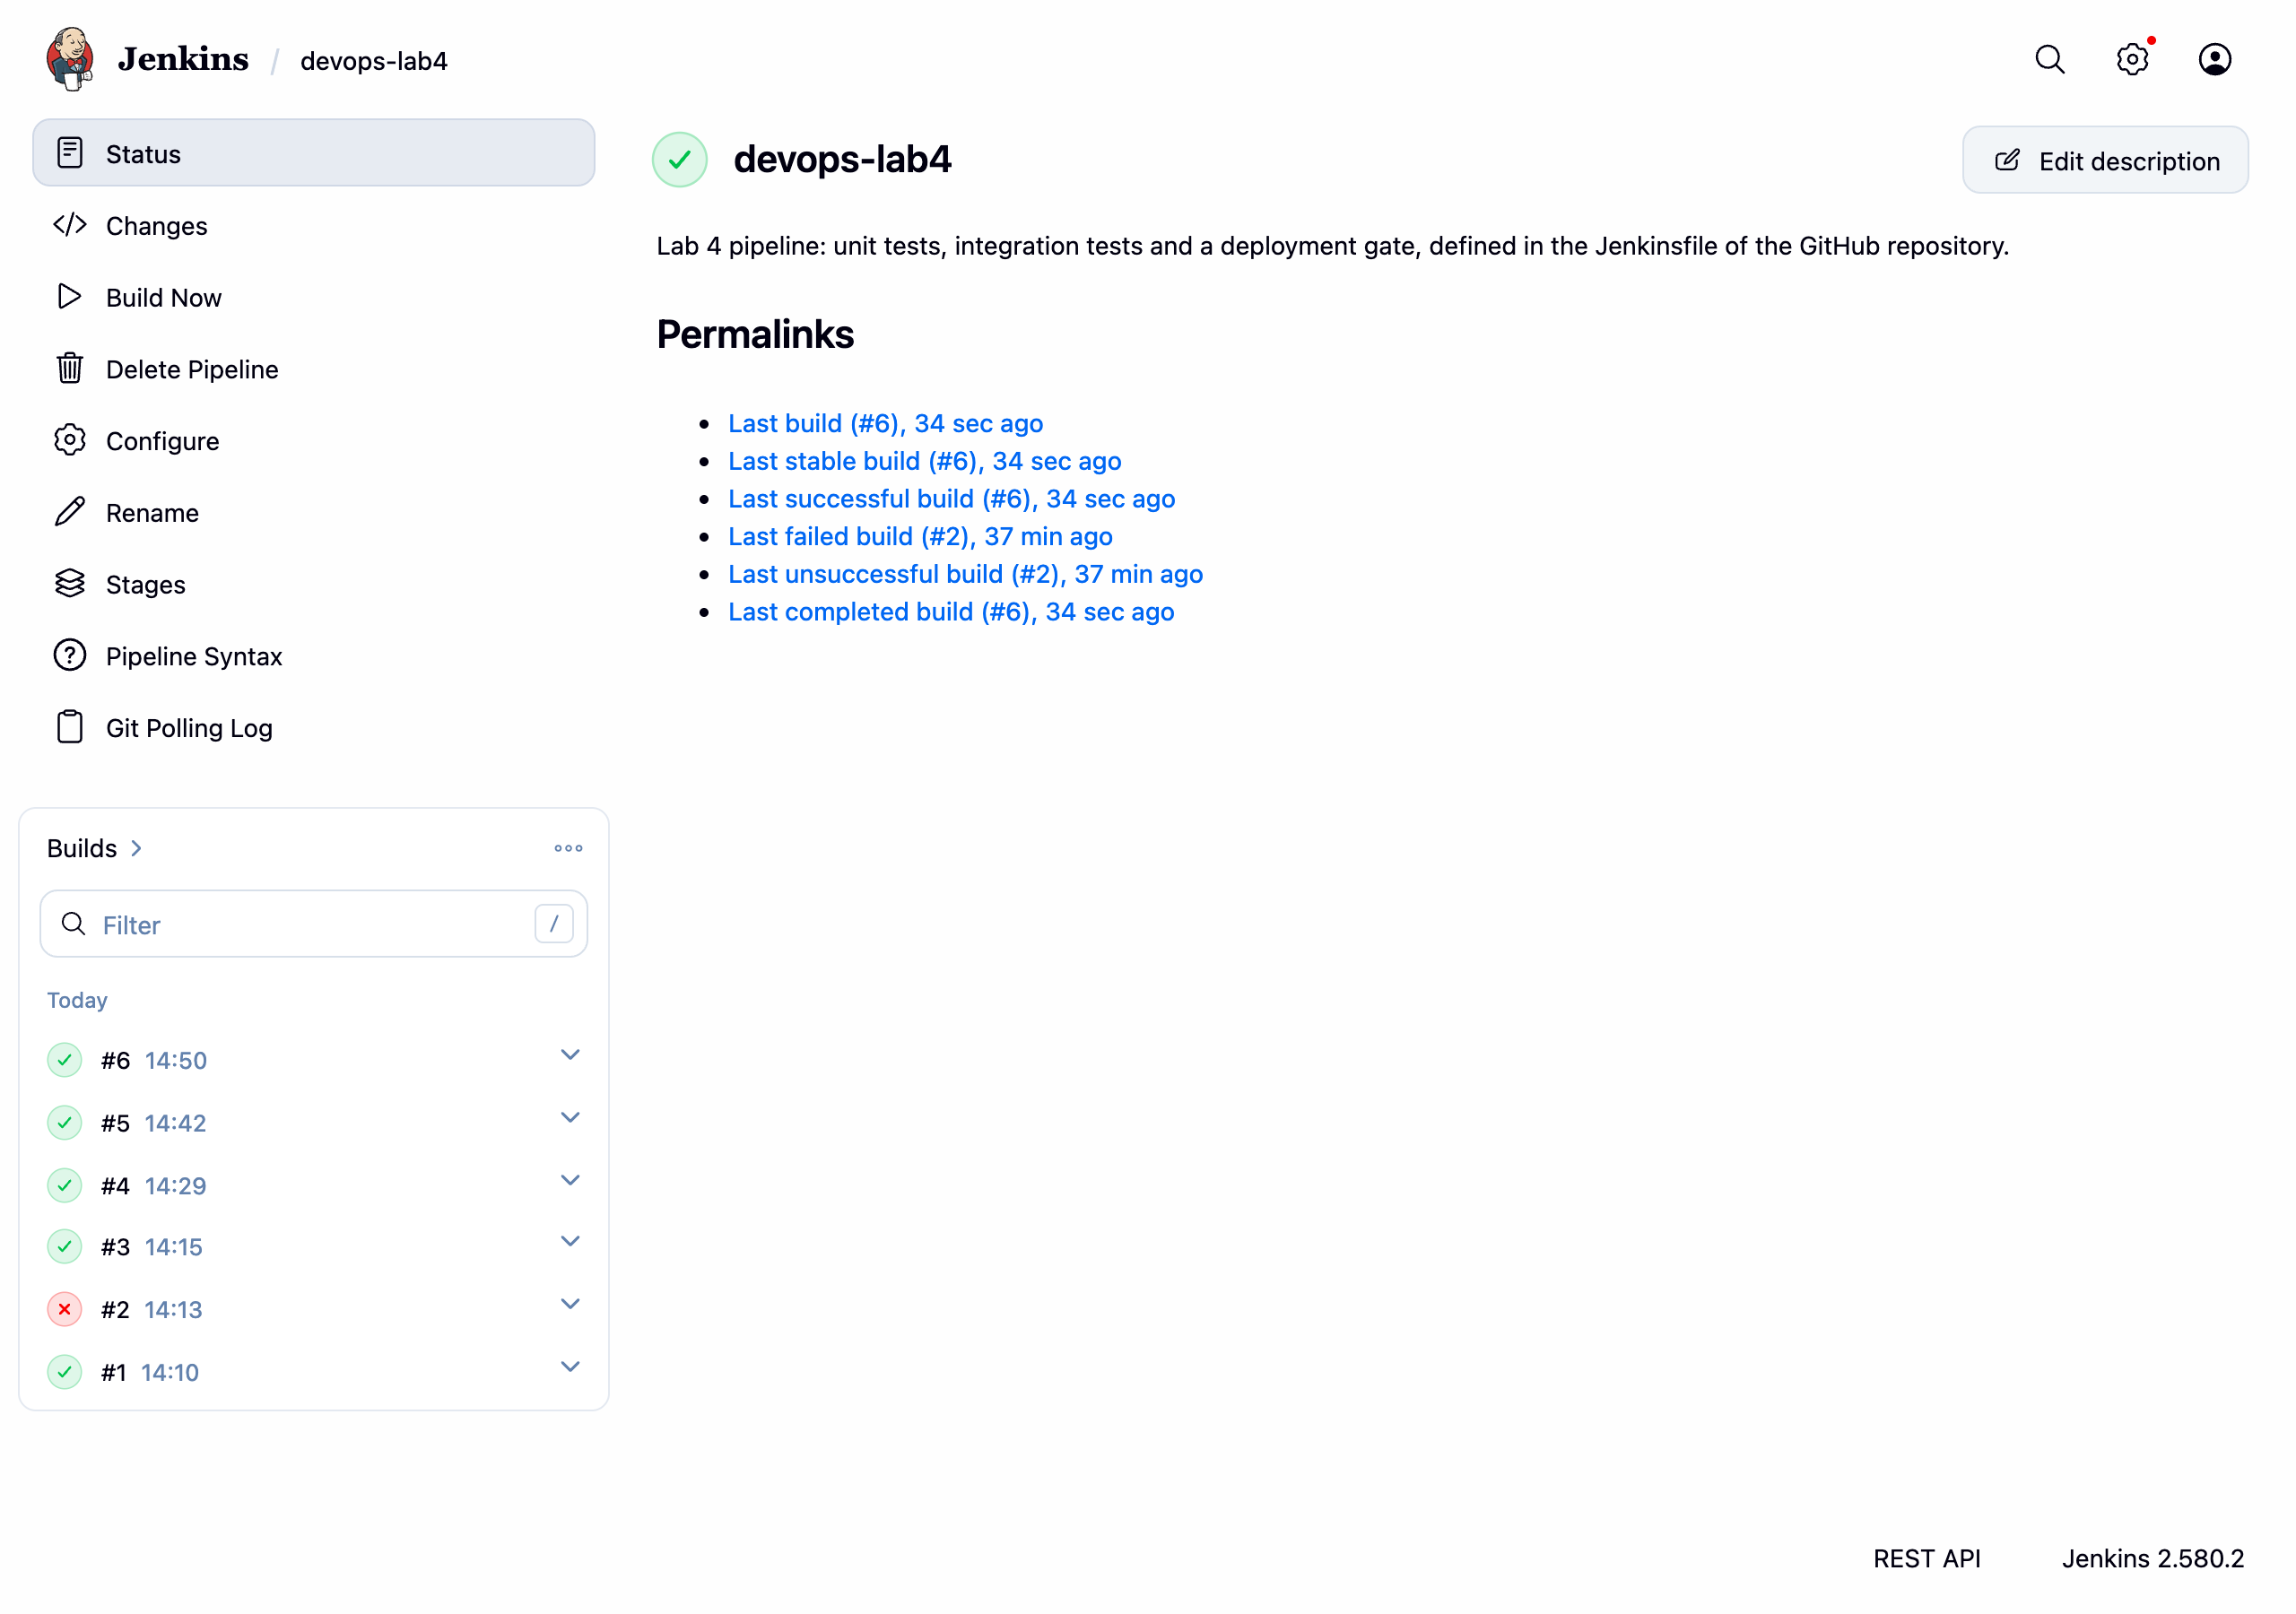 Jenkins / devops-lab4
Status
Changes
Build Now
Delete Pipeline
Configure
Rename
Stages
Pipeline Syntax
Git Polling Log
Builds
Filter /
Today
#6 14:50
#5 14:42
#4 14:29
#3 14:15
#2 14:13
#1 14:10
devops-lab4
Edit description
Lab 4 pipeline: unit tests, integration tests and a deployment gate, defined in the Jenkinsfile of the GitHub repository.
Permalinks
Last build (#6), 34 sec ago
Last stable build (#6), 34 sec ago
Last successful build (#6), 34 sec ago
Last failed build (#2), 37 min ago
Last unsuccessful build (#2), 37 min ago
Last completed build (#6), 34 sec ago
REST API
Jenkins 2.580.2